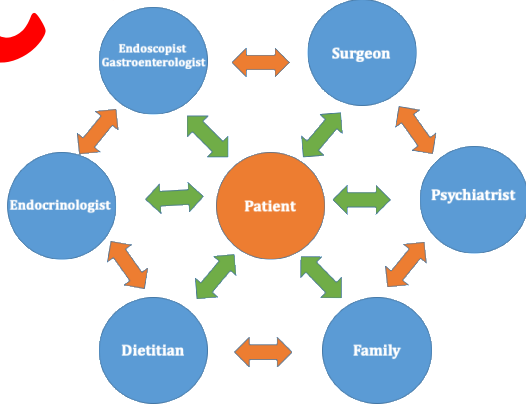 Endoscopist
Gastroenterologist
Surgeon
Endocrinologist
Patient
Psychiatrist
Dietitian
Family